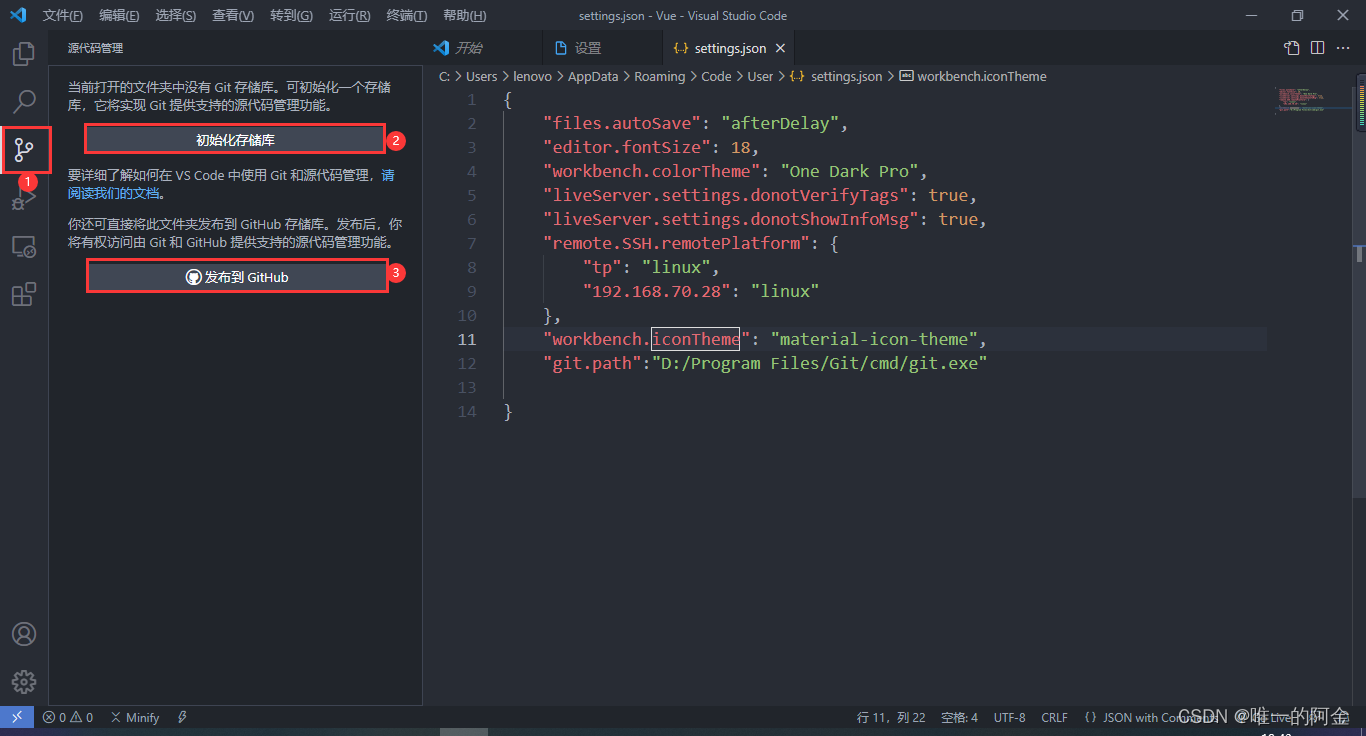 文件(F) 编辑(E) 选择(S) 查看(V) 转到(G) 运行(R) 终端(T) 帮助(H) settings.json - Vue - Visual Studio Code
源代码管理
开始 设置 {..} settings.json
C: > Users > lenovo > AppData > Roaming > Code > User > {..} settings.json > abc workbench.iconTheme
当前打开的文件夹中没有 Git 存储库。可初始化一个存储
库，它将实现 Git 提供支持的源代码管理功能。
初始化存储库
2
1
要详细了解如何在 VS Code 中使用 Git 和源代码管理，请
阅读我们的文档。
你还可直接将此文件夹发布到 GitHub 存储库。发布后，你
将有权访问由 Git 和 GitHub 提供支持的源代码管理功能。
发布到 GitHub
3
1 {
2 "files.autoSave": "afterDelay",
3 "editor.fontSize": 18,
4 "workbench.colorTheme": "One Dark Pro",
5 "liveServer.settings.donotVerifyTags": true,
6 "liveServer.settings.donotShowInfoMsg": true,
7 "remote.SSH.remotePlatform": {
8 "tp": "linux",
9 "192.168.70.28": "linux"
10 },
11 "workbench.iconTheme": "material-icon-theme",
12 "git.path":"D:/Program Files/Git/cmd/git.exe"
13
14 }
0 0 Minify 行 11，列 22 空格: 4 UTF-8 CRLF {} JSON with Comments
CSDN @唯一的阿金